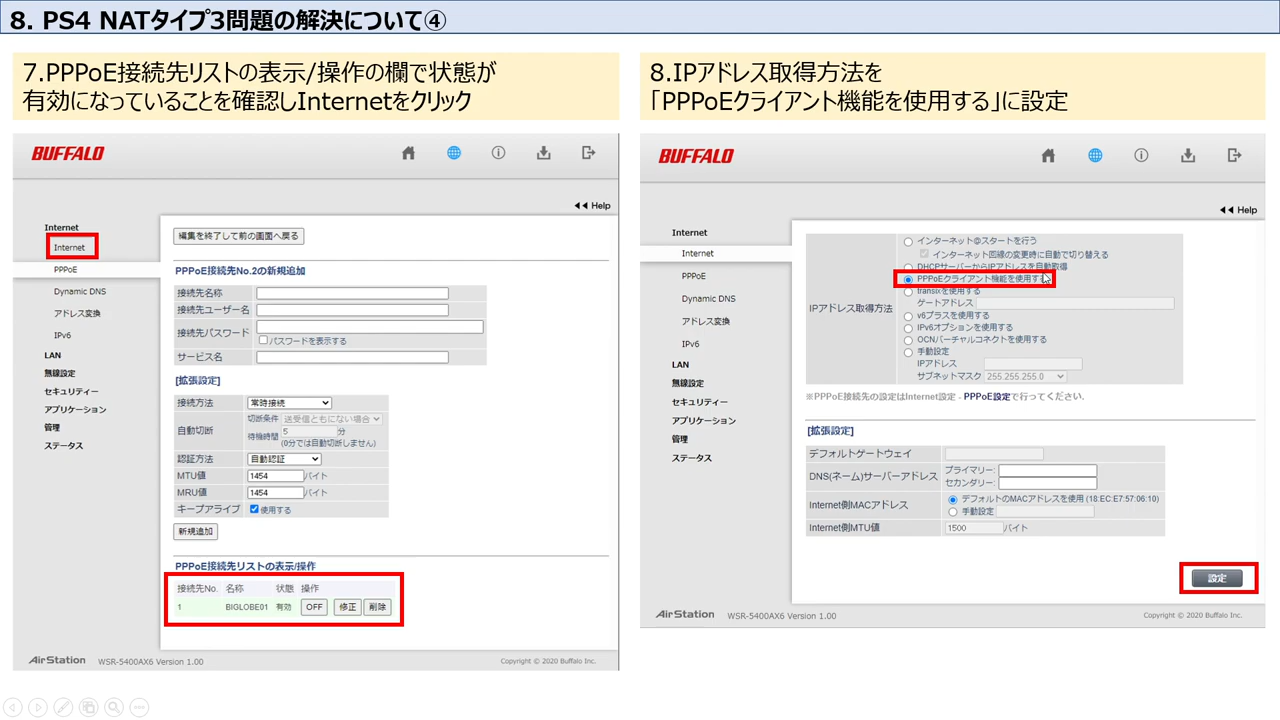 8. PS4 NATタイプ3問題の解決について④
7.PPPoE接続先リストの表示/操作の欄で状態が
有効になっていることを確認しInternetをクリック
BUFFALO
Help
Internet
Internet
PPPoE
Dynamic DNS
アドレス変換
IPv6
LAN
無線設定
セキュリティー
アプリケーション
管理
ステータス
編集を終了して前の画面へ戻る
PPPoE接続先No.2の新規追加
接続先名称
接続先ユーザー名
接続先パスワード
パスワードを表示する
サービス名
[拡張設定]
接続方法 常時接続
自動切断 切断条件 送受信ともにない場合
待機時間 5 分
(0分では自動切断しません)
認証方法 自動認証
MTU値 1454 バイト
MRU値 1454 バイト
キープアライブ 使用する
新規追加
PPPoE接続先リストの表示/操作
接続先No. 名称 状態 操作
1 BIGLOBE01 有効 OFF 修正 削除
AirStation WSR-5400AX6 Version 1.00
Copyright © 2020 Buffalo Inc.
8.IPアドレス取得方法を
「PPPoEクライアント機能を使用する」に設定
BUFFALO
Help
Internet
Internet
PPPoE
Dynamic DNS
アドレス変換
IPv6
LAN
無線設定
セキュリティー
アプリケーション
管理
ステータス
IPアドレス取得方法
インターネット@スタートを行う
インターネット回線の変更時に自動で切り替える
DHCPサーバーからIPアドレスを自動取得
PPPoEクライアント機能を使用する
transixを使用する
ゲートアドレス
v6プラスを使用する
IPv6オプションを使用する
OCNバーチャルコネクトを使用する
手動設定
IPアドレス
サブネットマスク 255.255.255.0
※PPPoE接続先の設定はInternet設定 - PPPoE設定で行ってください.
[拡張設定]
デフォルトゲートウェイ
DNS(ネーム)サーバーアドレス プライマリー:
セカンダリー:
Internet側MACアドレス デフォルトのMACアドレスを使用 (18:EC:E7:57:06:10)
手動設定
Internet側MTU値 1500 バイト
設定
AirStation WSR-5400AX6 Version 1.00
Copyright © 2020 Buffalo Inc.